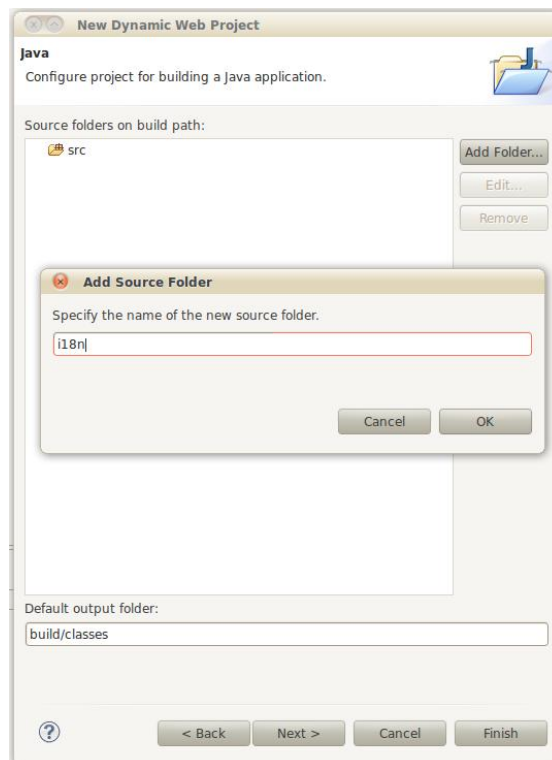 New Dynamic Web Project
Java
Configure project for building a Java application.
Source folders on build path:
src
Add Folder...
Edit...
Remove
Add Source Folder
Specify the name of the new source folder.
i18n
Cancel
OK
Default output folder:
build/classes
?
< Back
Next >
Cancel
Finish